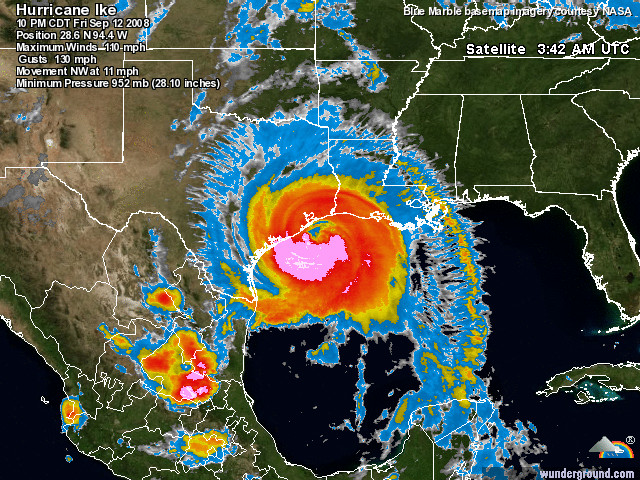 Hurricane Ike
10 PM CDT Fri Sep 12 2008
Position 28.6 N 94.4 W
Maximum Winds 110 mph
Gusts 130 mph
Movement NW at 11 mph
Minimum Pressure 952 mb (28.10 inches)
Blue Marble basemap imagery courtesy NASA
Satellite 3:42 AM UTC
®
wunderground.com